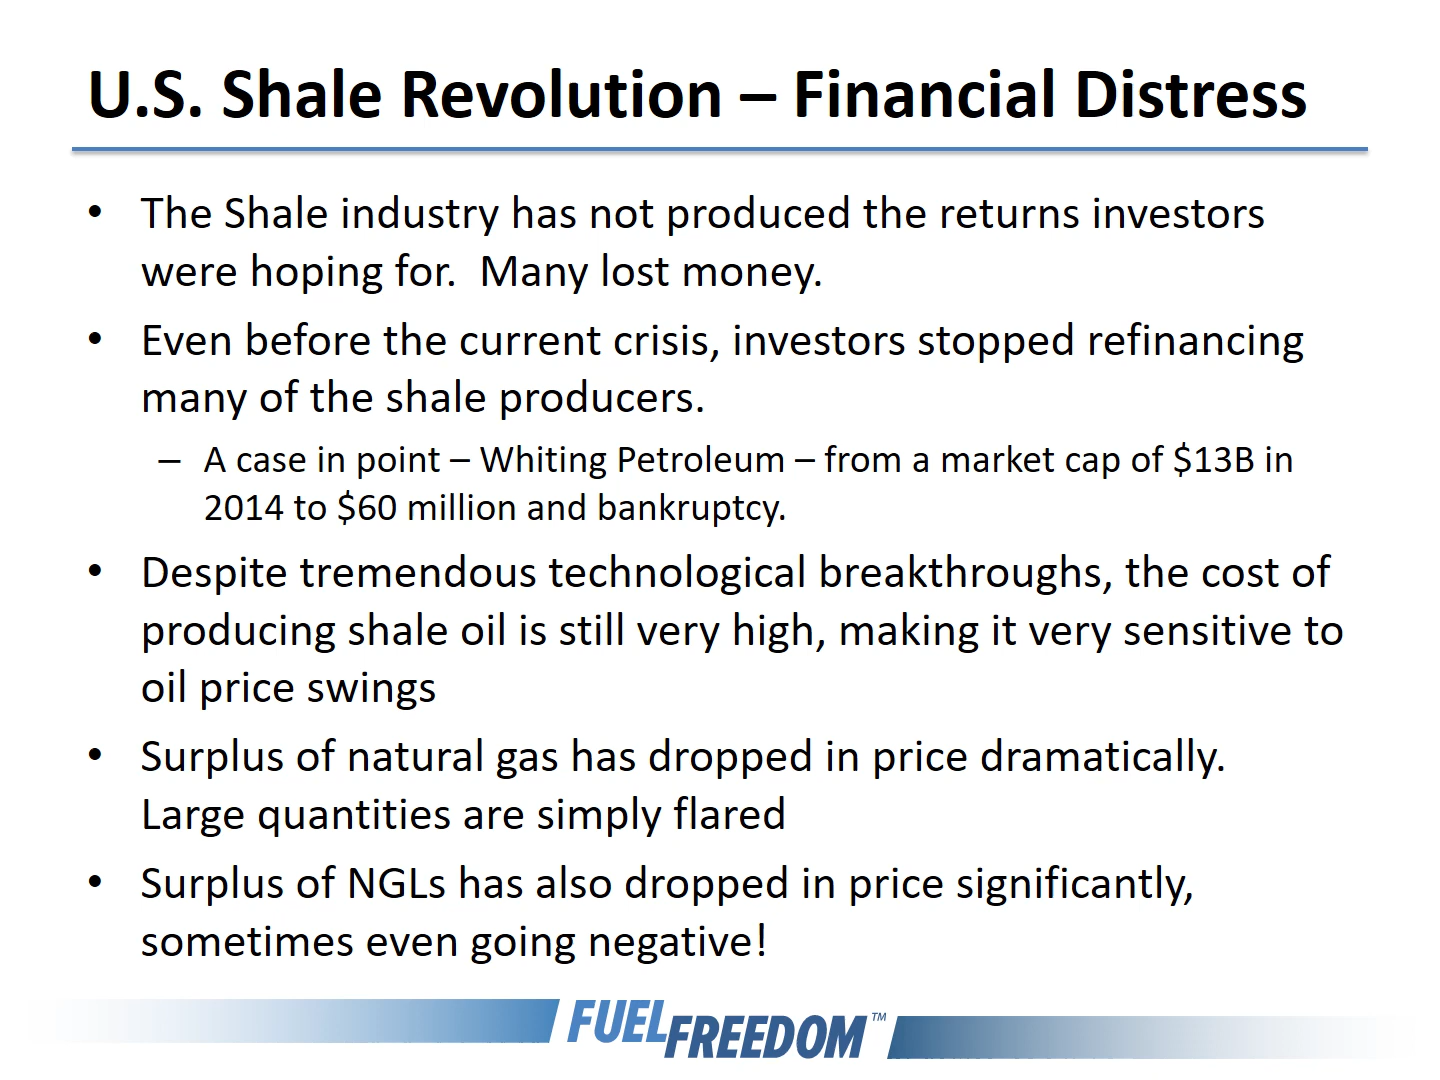 U.S. Shale Revolution – Financial Distress
• The Shale industry has not produced the returns investors
were hoping for.  Many lost money.
• Even before the current crisis, investors stopped refinancing
many of the shale producers.
– A case in point – Whiting Petroleum – from a market cap of $13B in
2014 to $60 million and bankruptcy.
• Despite tremendous technological breakthroughs, the cost of
producing shale oil is still very high, making it very sensitive to
oil price swings
• Surplus of natural gas has dropped in price dramatically.
Large quantities are simply flared
• Surplus of NGLs has also dropped in price significantly,
sometimes even going negative!
FUEL
FREEDOM™